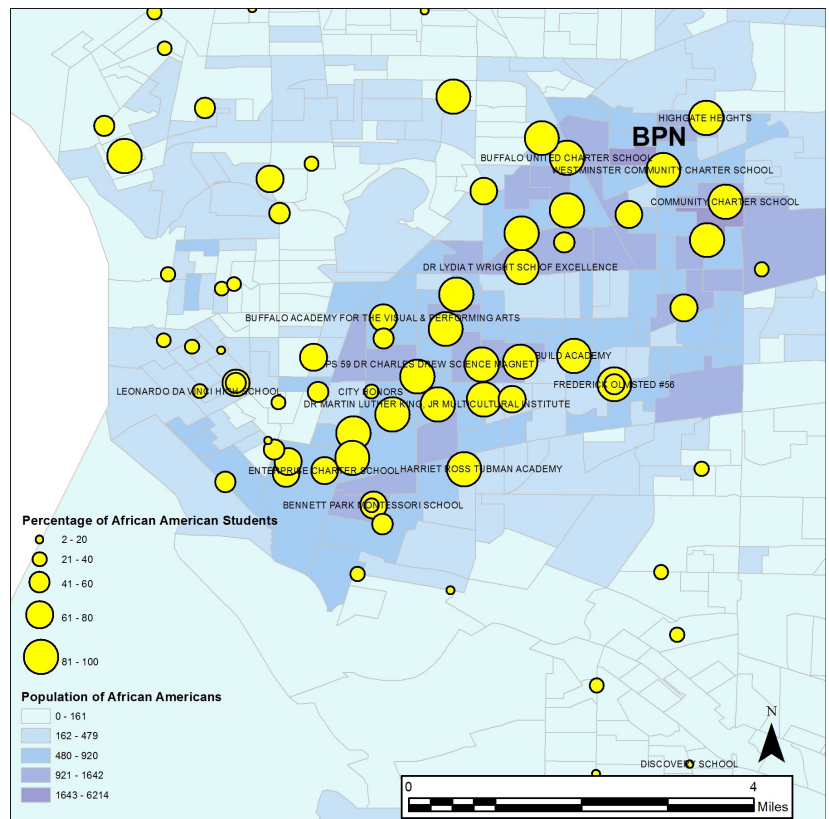 HIGHGATE HEIGHTS
BPN
BUFFALO UNITED CHARTER SCHOOL
WESTMINSTER COMMUNITY CHARTER SCHOOL
COMMUNITY CHARTER SCHOOL
DR LYDIA T WRIGHT SCH OF EXCELLENCE
BUFFALO ACADEMY FOR THE VISUAL & PERFORMING ARTS
BUILD ACADEMY
PS 59 DR CHARLES DREW SCIENCE MAGNET
FREDERICK OLMSTED #56
LEONARDO DA VINCI HIGH SCHOOL
CITY HONORS
DR MARTIN LUTHER KING, JR MULTICULTURAL INSTITUTE
ENTERPRISE CHARTER SCHOOL
HARRIET ROSS TUBMAN ACADEMY
BENNETT PARK MONTESSORI SCHOOL
Percentage of African American Students
2 - 20
21 - 40
41 - 60
61 - 80
81 - 100
Population of African Americans
0 - 161
162 - 479
480 - 920
921 - 1642
1643 - 6214
N
DISCOVERY SCHOOL
0 4
Miles